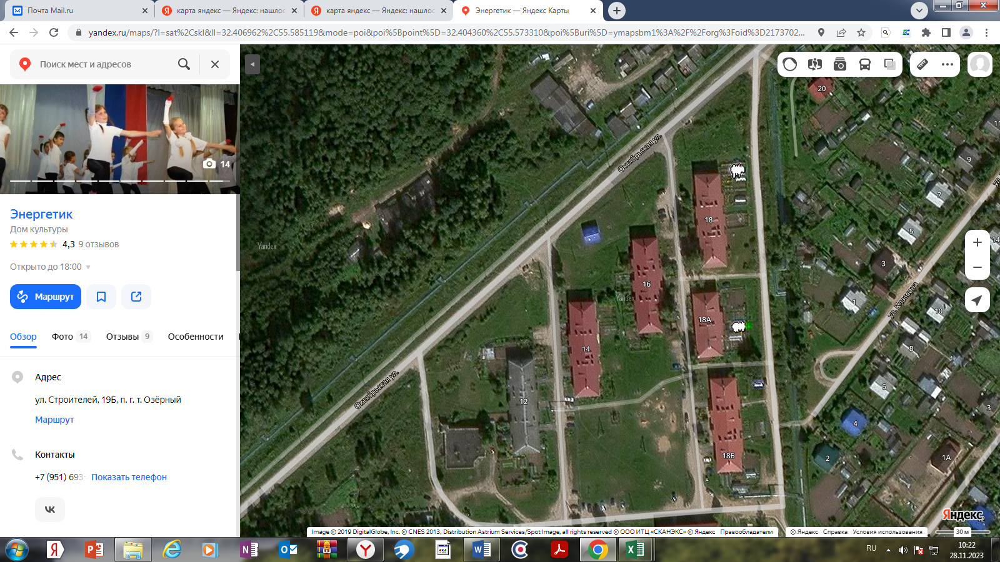 Почта Mail.ru
карта яндекс — Яндекс: нашлос
карта яндекс — Яндекс: нашлос
Энергетик — Яндекс Карты
yandex.ru/maps/?l=sat%2Cskl&ll=32.406962%2C55.585119&mode=poi&poi%5Bpoint%5D=32.404360%2C55.573310&poi%5Buri%5D=ymapsbm1%3A%2F%2Forg%3Foid%3D2173702...
Поиск мест и адресов
14
Энергетик
Дом культуры
4,3 9 отзывов
Открыто до 18:00
Маршрут
Обзор
Фото 14
Отзывы 9
Особенности
Адрес
ул. Строителей, 19Б, п. г. т. Озёрный
Маршрут
Контакты
+7 (951) 693-
Показать телефон
Октябрьская ул.
Октябрьская ул.
ул. Классона
Yandex
Yandex
20
11
9
7
5
14
3
1
10
8
6
3
4
2
1А
12
18
16
18А
14
12
18Б
Яндекс
Image © 2019 DigitalGlobe, Inc. © CNES 2013, Distribution Astrium Services/Spot Image, all rights reserved © ООО ИТЦ «СКАНЭКС» © Яндекс Правообладатели
© Яндекс Справка Условия использования
30 м
RU
10:22
28.11.2023